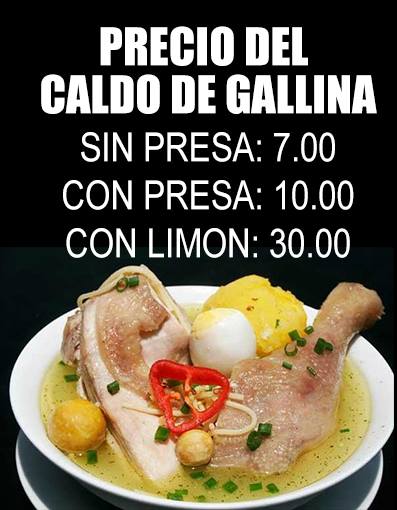 PRECIO DEL
CALDO DE GALLINA
SIN PRESA: 7.00
CON PRESA: 10.00
CON LIMON: 30.00